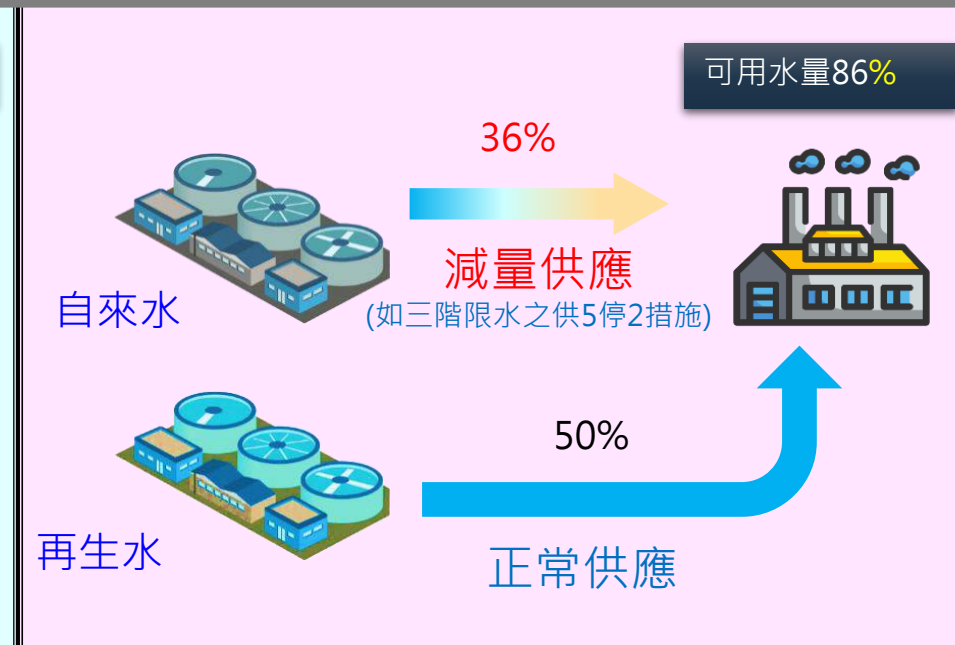 可用水量86%
36%
減量供應
(如三階限水之供5停2措施)
自來水
50%
再生水
正常供應